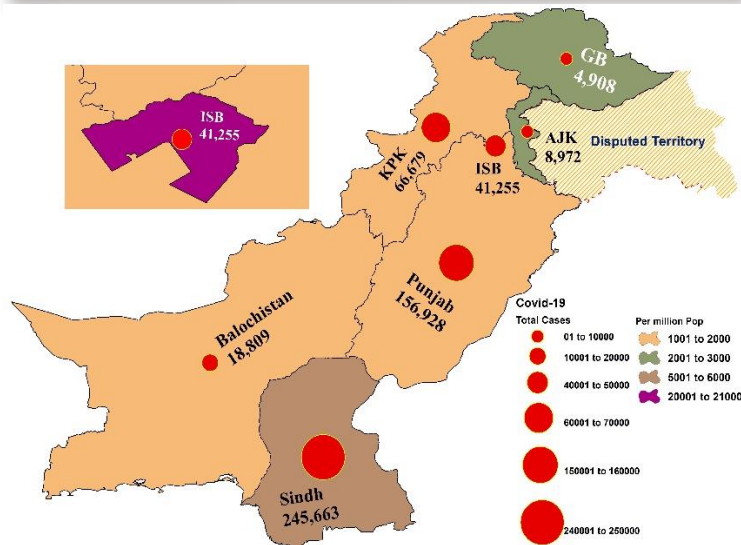 ISB
41,255
GB
4,908
AJK
8,972
Disputed Territory
KPK
66,679
ISB
41,255
Punjab
156,928
Balochistan
18,809
Sindh
245,663
Covid-19
Total Cases
01 to 10000
10001 to 20000
40001 to 50000
60001 to 70000
150001 to 160000
240001 to 250000
Per million Pop
1001 to 2000
2001 to 3000
5001 to 6000
20001 to 21000